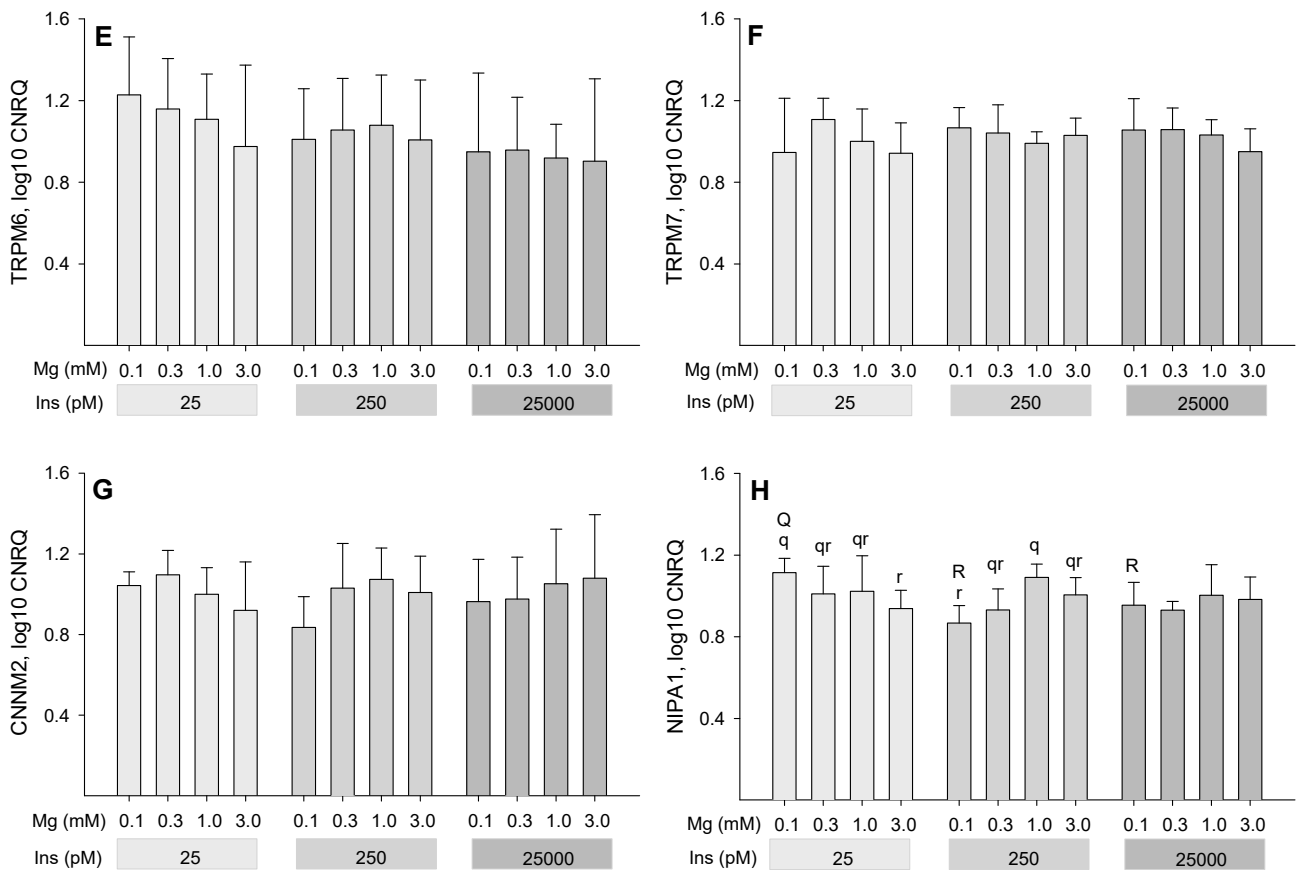 E
TRPM6, log10 CNRQ
1.6
1.2
0.8
0.4
Mg (mM) 0.1 0.3 1.0 3.0 0.1 0.3 1.0 3.0 0.1 0.3 1.0 3.0
Ins (pM) 25 250 25000
F
TRPM7, log10 CNRQ
1.6
1.2
0.8
0.4
Mg (mM) 0.1 0.3 1.0 3.0 0.1 0.3 1.0 3.0 0.1 0.3 1.0 3.0
Ins (pM) 25 250 25000
G
CNNM2, log10 CNRQ
1.6
1.2
0.8
0.4
Mg (mM) 0.1 0.3 1.0 3.0 0.1 0.3 1.0 3.0 0.1 0.3 1.0 3.0
Ins (pM) 25 250 25000
H
NIPA1, log10 CNRQ
1.6
1.2
0.8
0.4
Q
q qr qr r R qr q qr R
r
Mg (mM) 0.1 0.3 1.0 3.0 0.1 0.3 1.0 3.0 0.1 0.3 1.0 3.0
Ins (pM) 25 250 25000